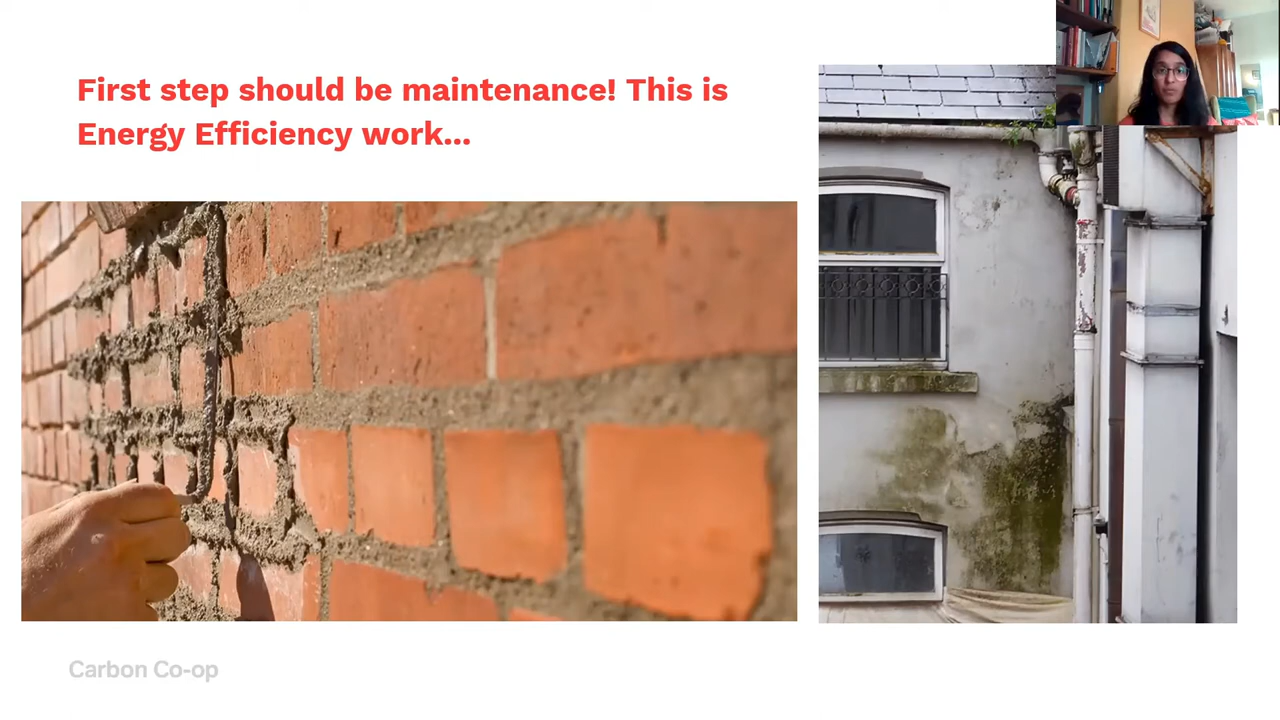 First step should be maintenance! This is
Energy Efficiency work...
Carbon Co-op